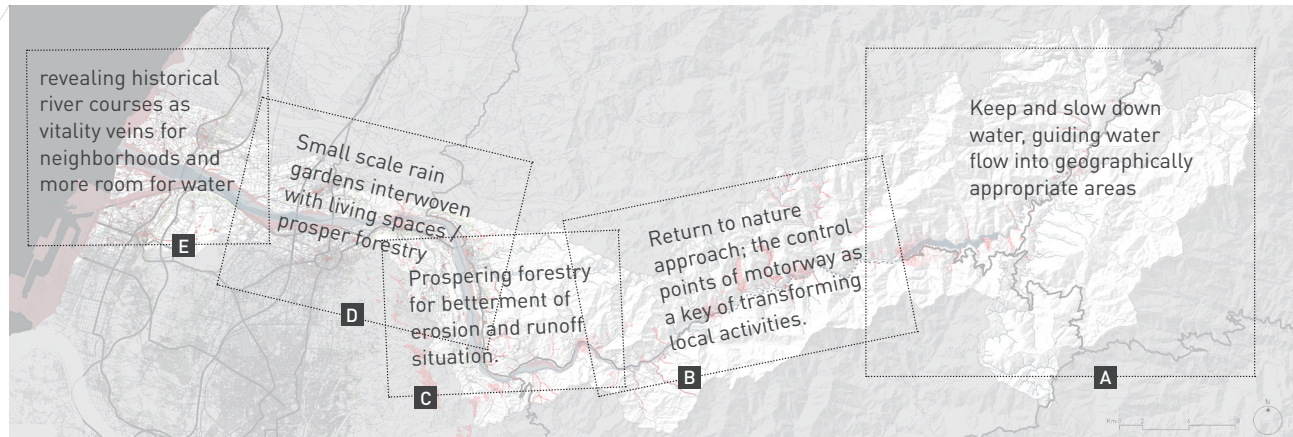 revealing historical
river courses as
vitality veins for
neighborhoods and
more room for water
E
Small scale rain
gardens interwoven
with living spaces /
prosper forestry
D
Prospering forestry
for betterment of
erosion and runoff
situation.
C
Return to nature
approach; the control
points of motorway as
a key of transforming
local activities.
B
Keep and slow down
water, guiding water
flow into geographically
appropriate areas
A
N